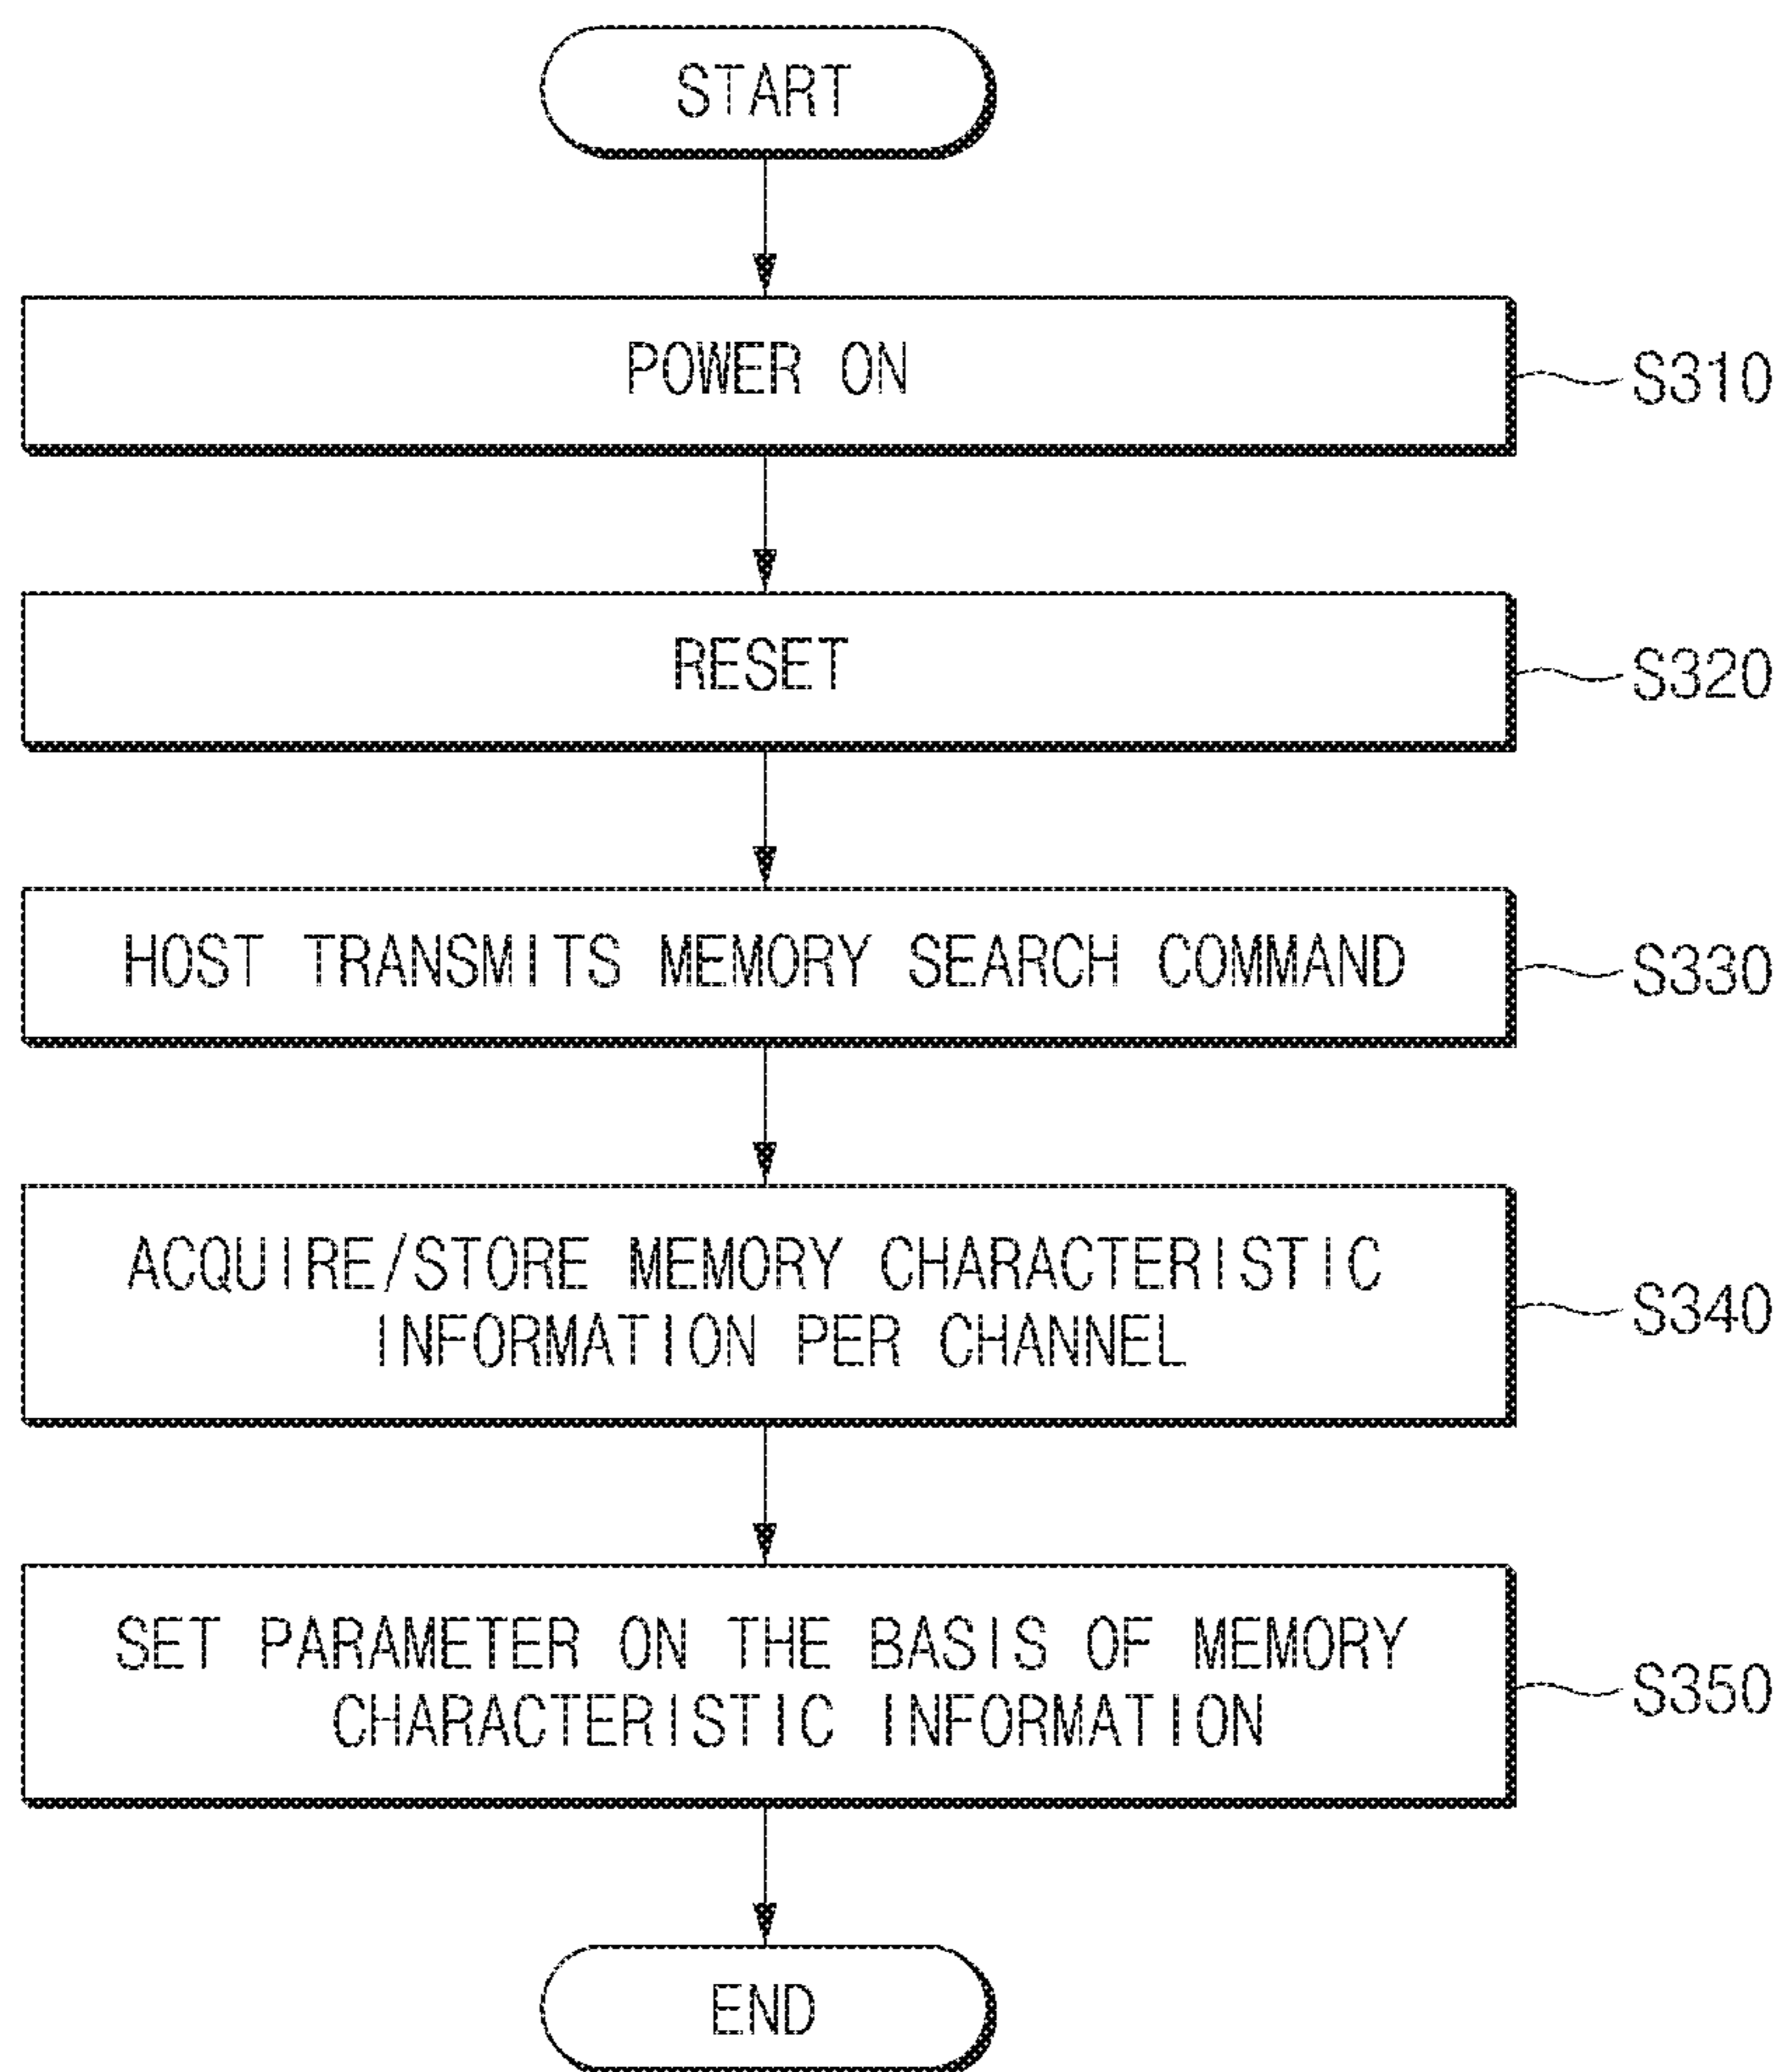 START
POWER ON
S310
RESET
S320
HOST TRANSMITS MEMORY SEARCH COMMAND
S330
ACQUIRE/STORE MEMORY CHARACTERISTIC
INFORMATION PER CHANNEL
S340
SET PARAMETER ON THE BASIS OF MEMORY
CHARACTERISTIC INFORMATION
S350
END